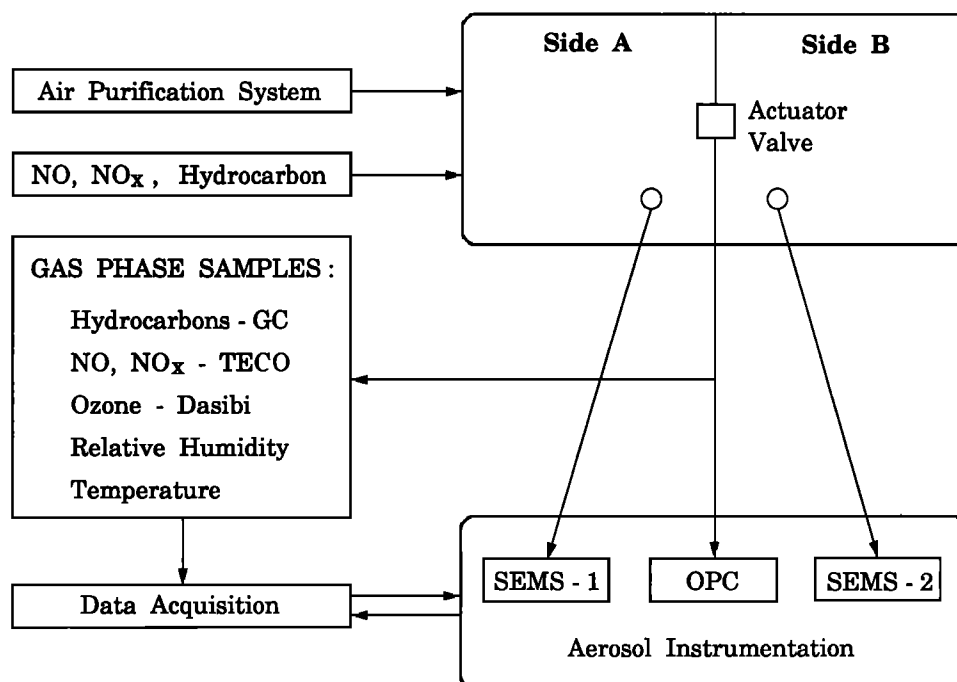 Side A
Side B
Air Purification System
Actuator
Valve
NO, NOx, Hydrocarbon
GAS PHASE SAMPLES:
Hydrocarbons - GC
NO, NOx - TECO
Ozone - Dasibi
Relative Humidity
Temperature
Data Acquisition
SEMS - 1
OPC
SEMS - 2
Aerosol Instrumentation